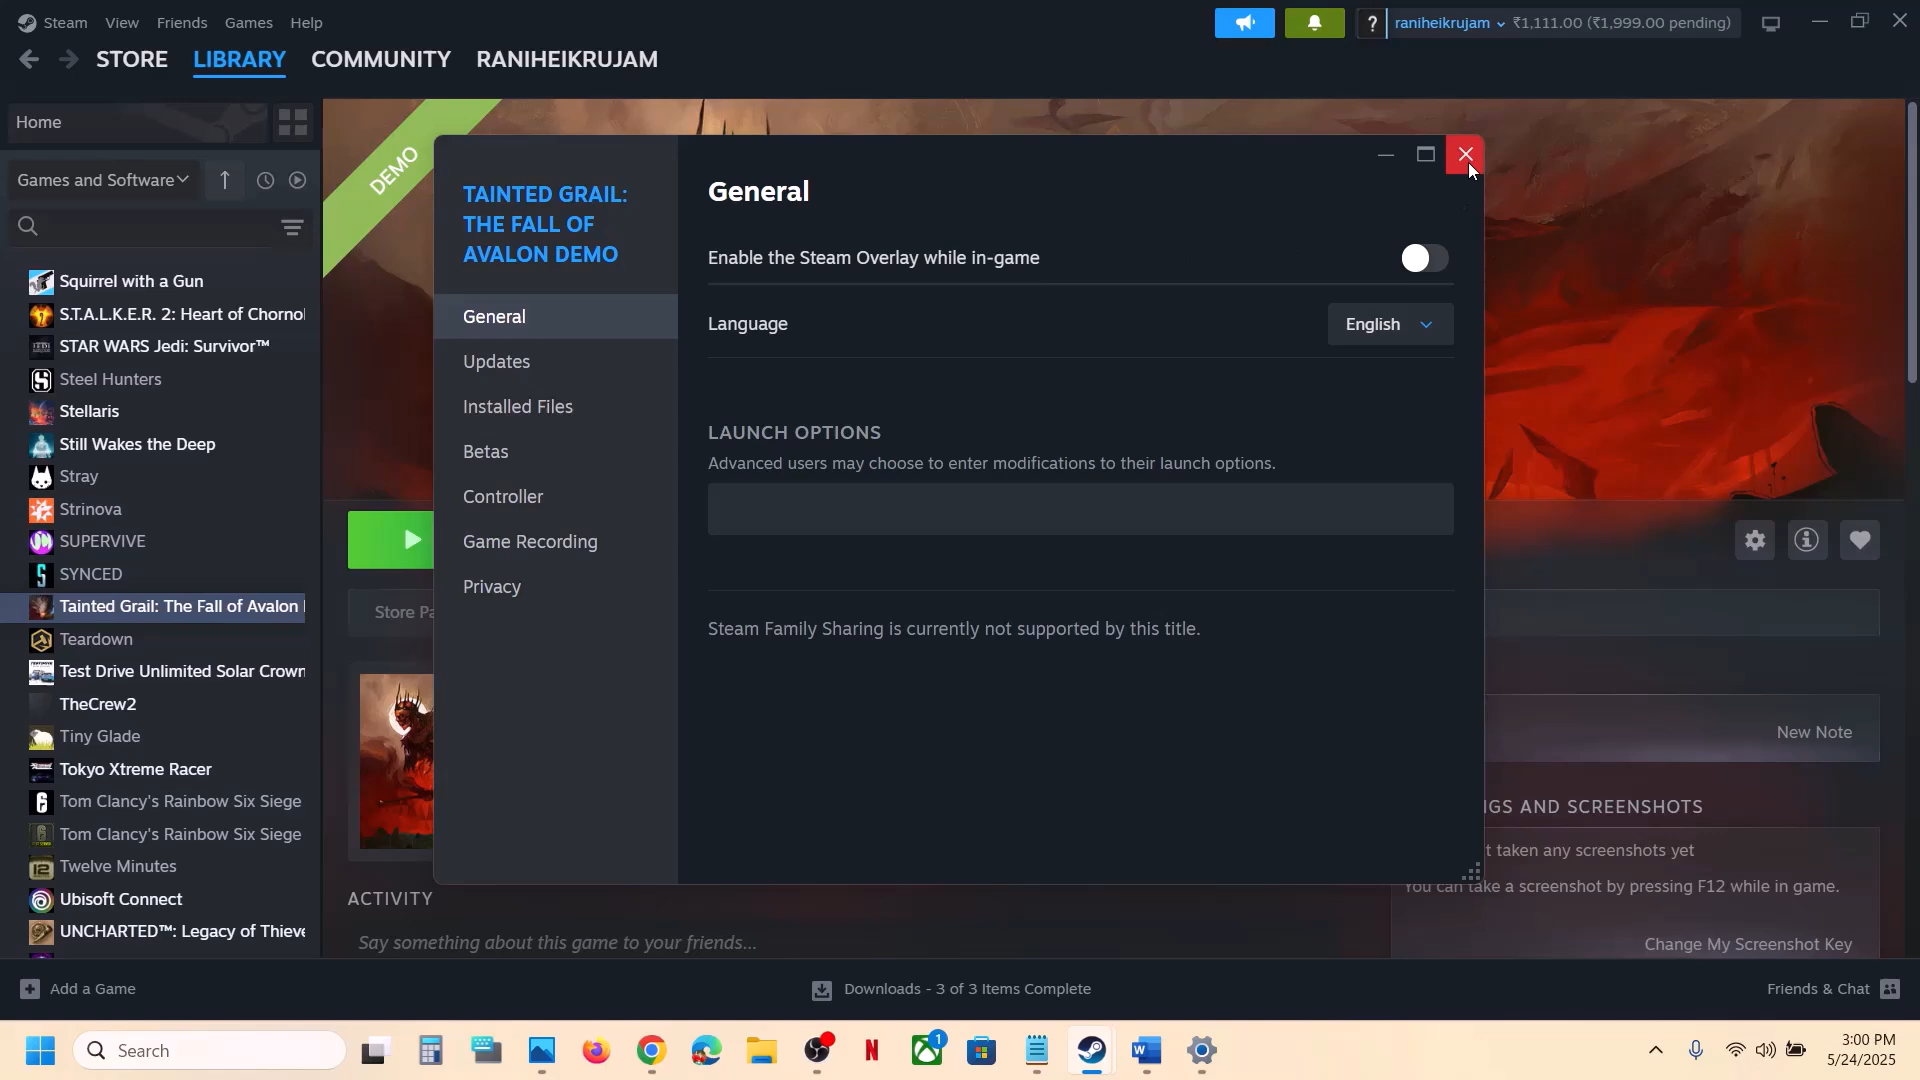 Steam View Friends Games Help
raniheikrujam ₹1,111.00 (₹1,999.00 pending)
STORE LIBRARY COMMUNITY RANIHEIKRUJAM
Home
Games and Software
Squirrel with a Gun
S.T.A.L.K.E.R. 2: Heart of Chorno
STAR WARS Jedi: Survivor™
Steel Hunters
Stellaris
Still Wakes the Deep
Stray
Strinova
SUPERVIVE
SYNCED
Tainted Grail: The Fall of Avalon
Teardown
Test Drive Unlimited Solar Crown
TheCrew2
Tiny Glade
Tokyo Xtreme Racer
Tom Clancy's Rainbow Six Siege
Tom Clancy's Rainbow Six Siege
Twelve Minutes
Ubisoft Connect
UNCHARTED™: Legacy of Thieve
DEMO
TAINTED GRAIL:
THE FALL OF
AVALON DEMO
General
Updates
Installed Files
Betas
Controller
Game Recording
Privacy
General
Enable the Steam Overlay while in-game
Language English
LAUNCH OPTIONS
Advanced users may choose to enter modifications to their launch options.
Steam Family Sharing is currently not supported by this title.
Store Pa
New Note
GS AND SCREENSHOTS
t taken any screenshots yet
You can take a screenshot by pressing F12 while in game.
Change My Screenshot Key
ACTIVITY
Say something about this game to your friends...
Add a Game
Downloads - 3 of 3 Items Complete
Friends & Chat
Search
1
3:00 PM
5/24/2025